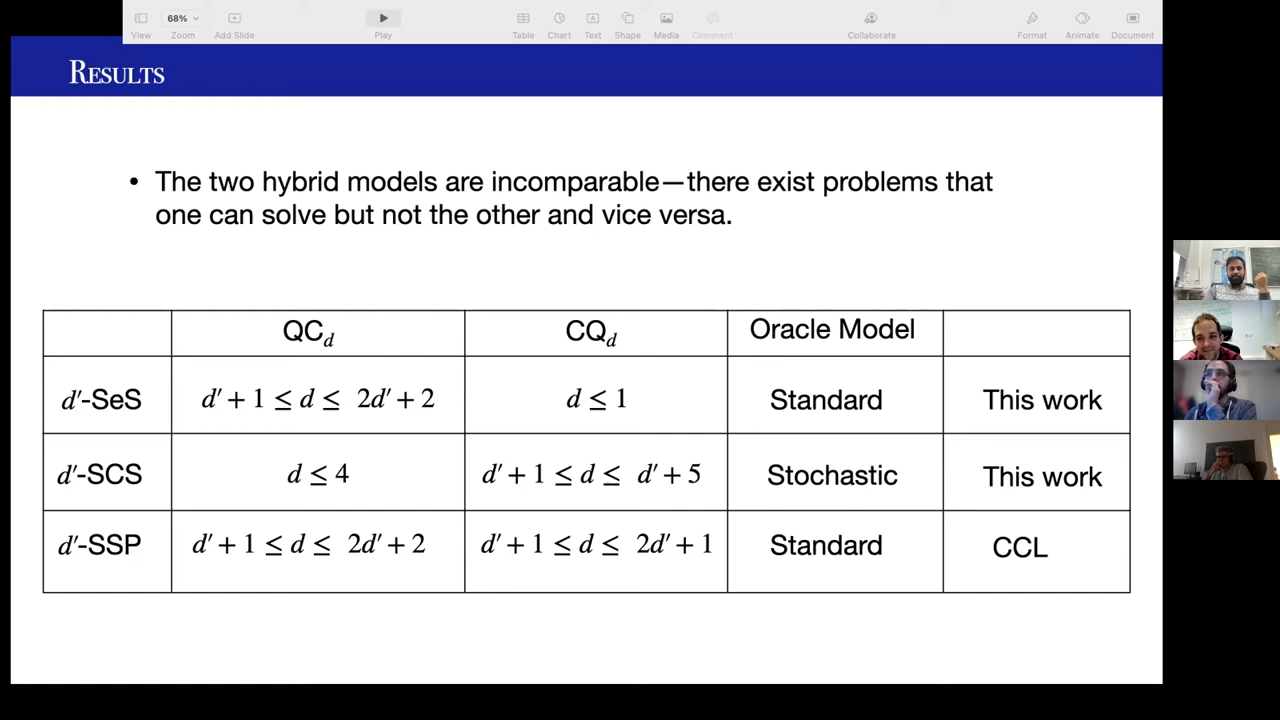 68%
View Zoom Add Slide Play Table Chart Text Shape Media Comment Collaborate Format Animate Document
RESULTS
• The two hybrid models are incomparable—there exist problems that
one can solve but not the other and vice versa.
QC_d CQ_d Oracle Model
d′-SeS d′ + 1 ≤ d ≤ 2d′ + 2 d ≤ 1 Standard This work
d′-SCS d ≤ 4 d′ + 1 ≤ d ≤ d′ + 5 Stochastic This work
d′-SSP d′ + 1 ≤ d ≤ 2d′ + 2 d′ + 1 ≤ d ≤ 2d′ + 1 Standard CCL